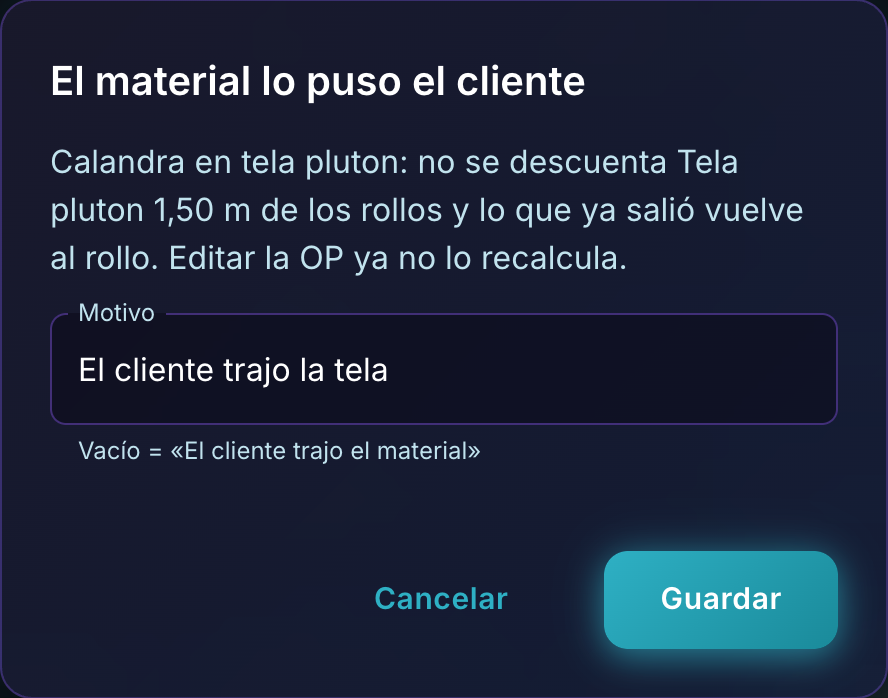 El material lo puso el cliente
Calandra en tela pluton: no se descuenta Tela
pluton 1,50 m de los rollos y lo que ya salió vuelve
al rollo. Editar la OP ya no lo recalcula.
Motivo
El cliente trajo la tela
Vacío = «El cliente trajo el material»
Cancelar
Guardar